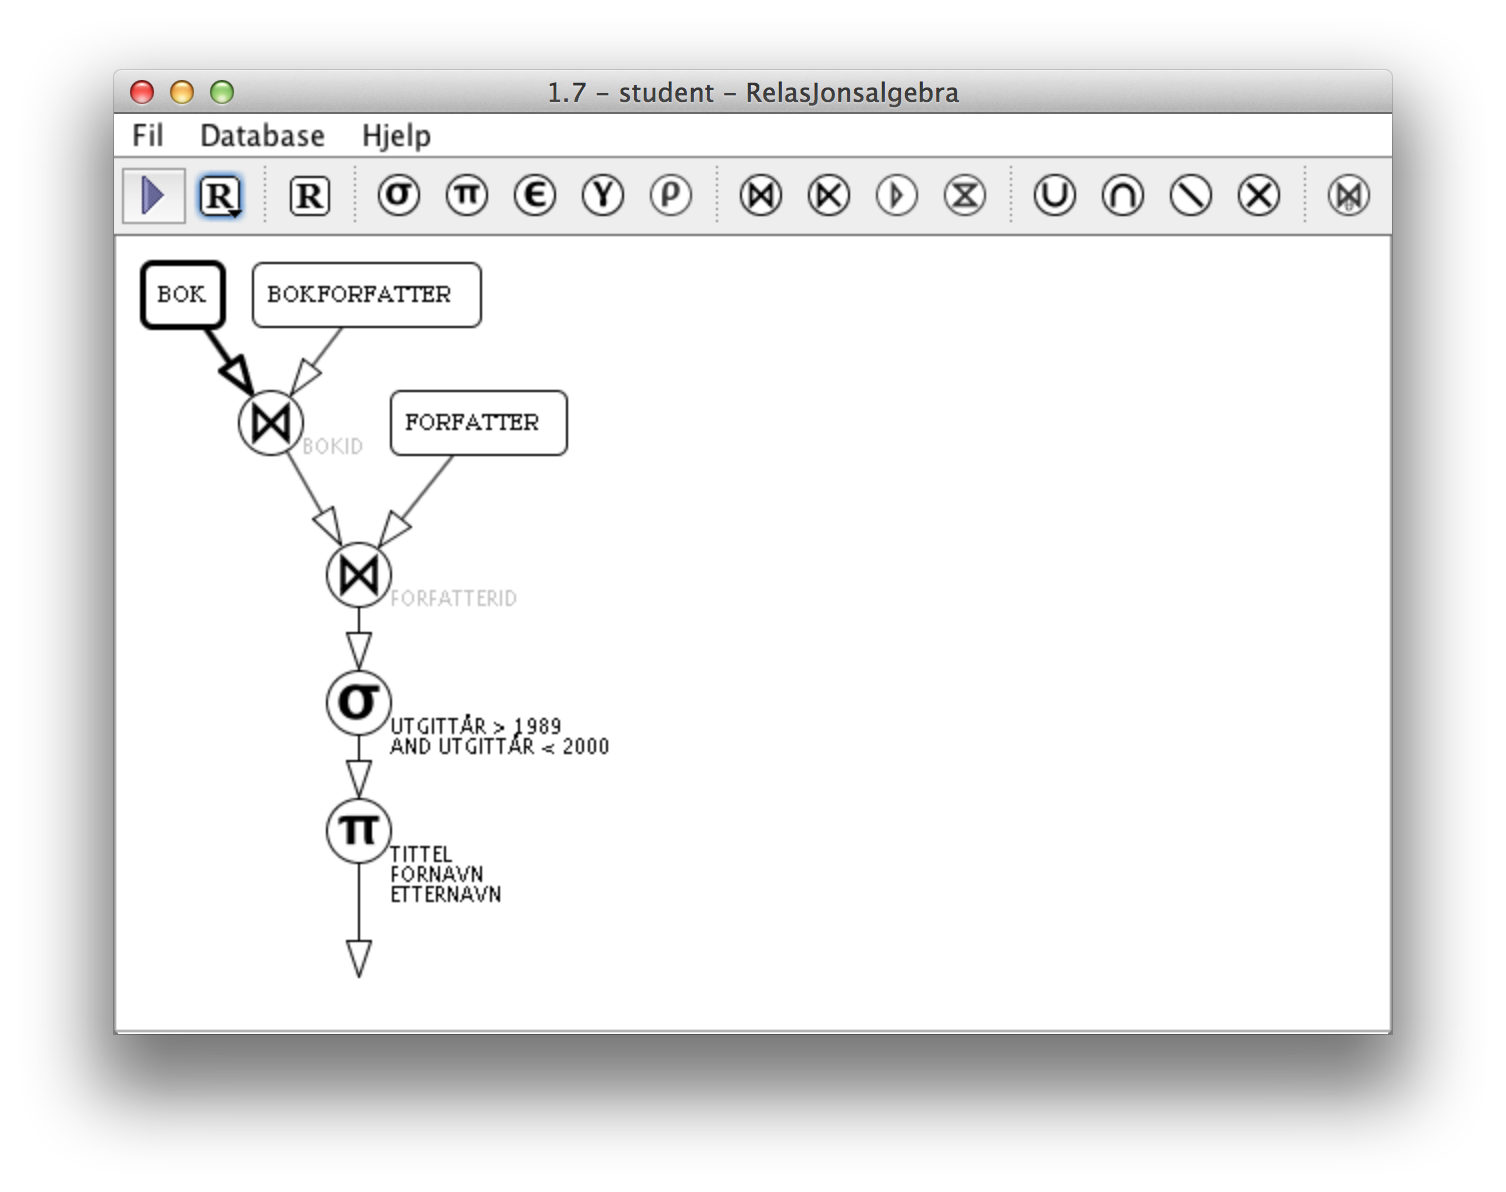 1.7 – student – RelasJonsalgebra
Fil Database Hjelp
R R σ π ϵ γ ρ ⋈ ⋉ ▷ ⧖ ∪ ∩ \ ×
BOK BOKFORFATTER
⋈ BOKID
FORFATTER
⋈ FORFATTERID
σ
UTGITTÅR > 1989
AND UTGITTÅR < 2000
π
TITTEL
FORNAVN
ETTERNAVN